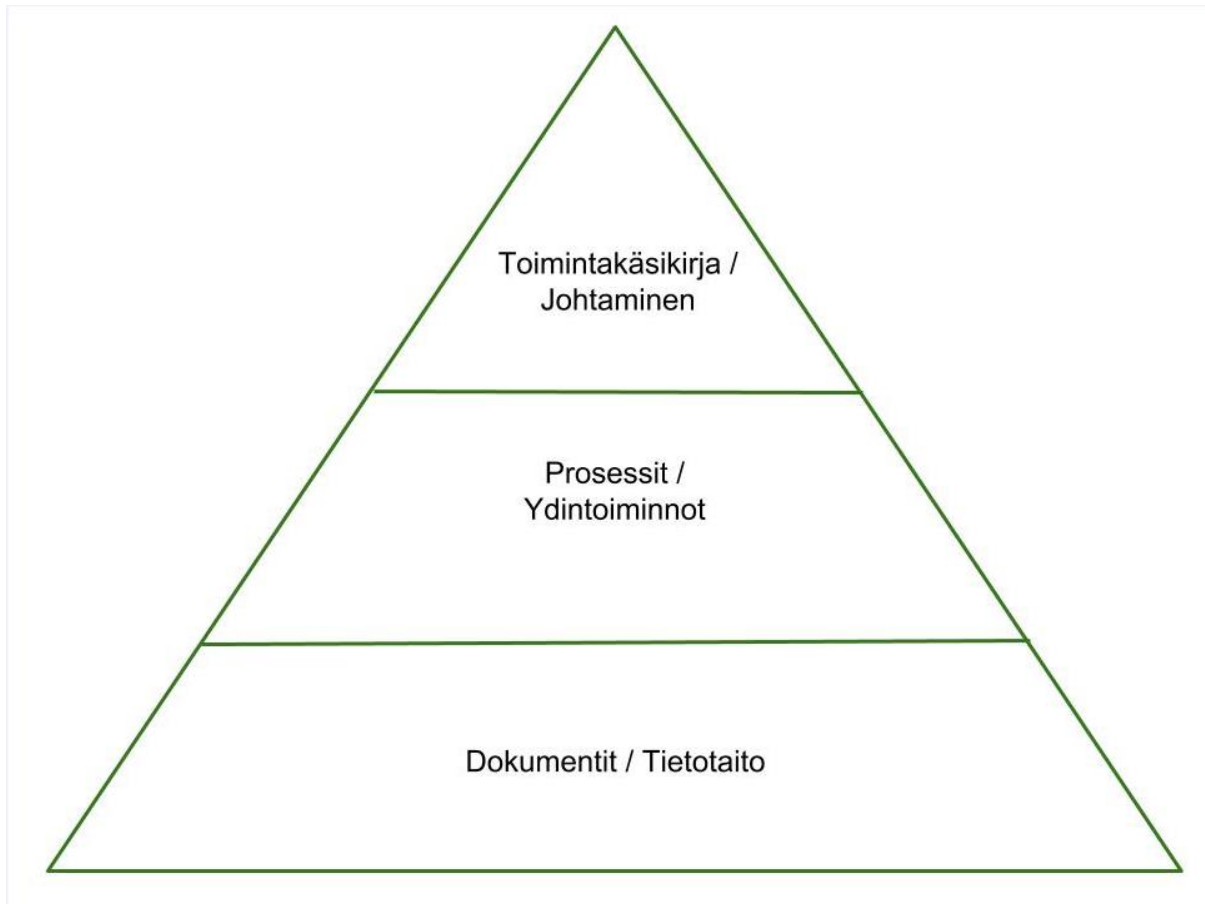 Toimintakäsikirja /
Johtaminen
Prosessit /
Ydintoiminnot
Dokumentit / Tietotaito